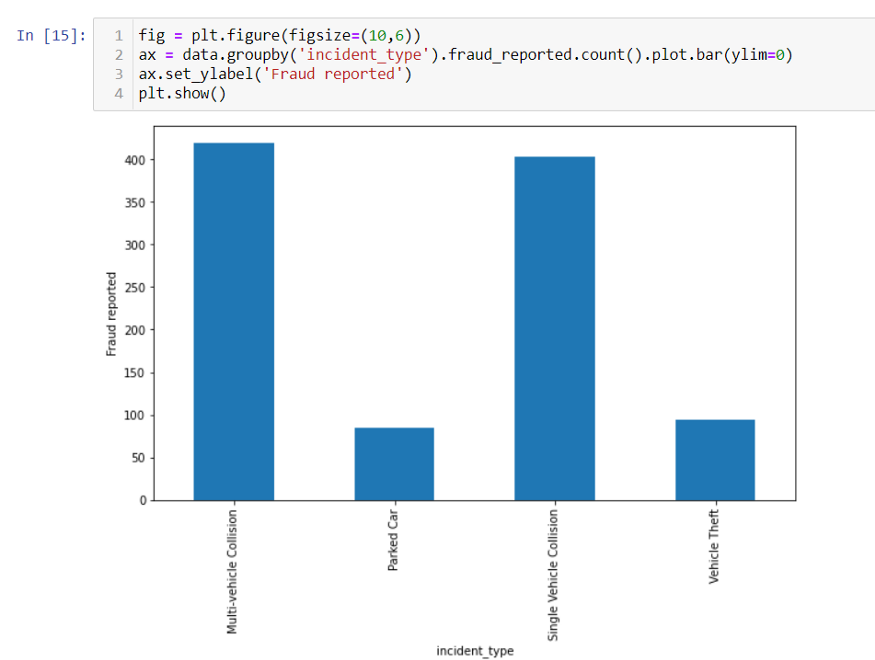 In [15]:
1 fig = plt.figure(figsize=(10,6))
2 ax = data.groupby('incident_type').fraud_reported.count().plot.bar(ylim=0)
3 ax.set_ylabel('Fraud reported')
4 plt.show()
400
350
300
250
200
150
100
50
0
Fraud reported
Multi-vehicle Collision
Parked Car
Single Vehicle Collision
Vehicle Theft
incident_type